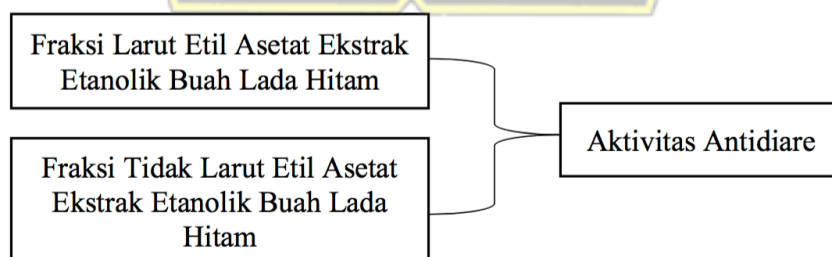 Fraksi Larut Etil Asetat Ekstrak
Etanolik Buah Lada Hitam
Fraksi Tidak Larut Etil Asetat
Ekstrak Etanolik Buah Lada
Hitam
Aktivitas Antidiare